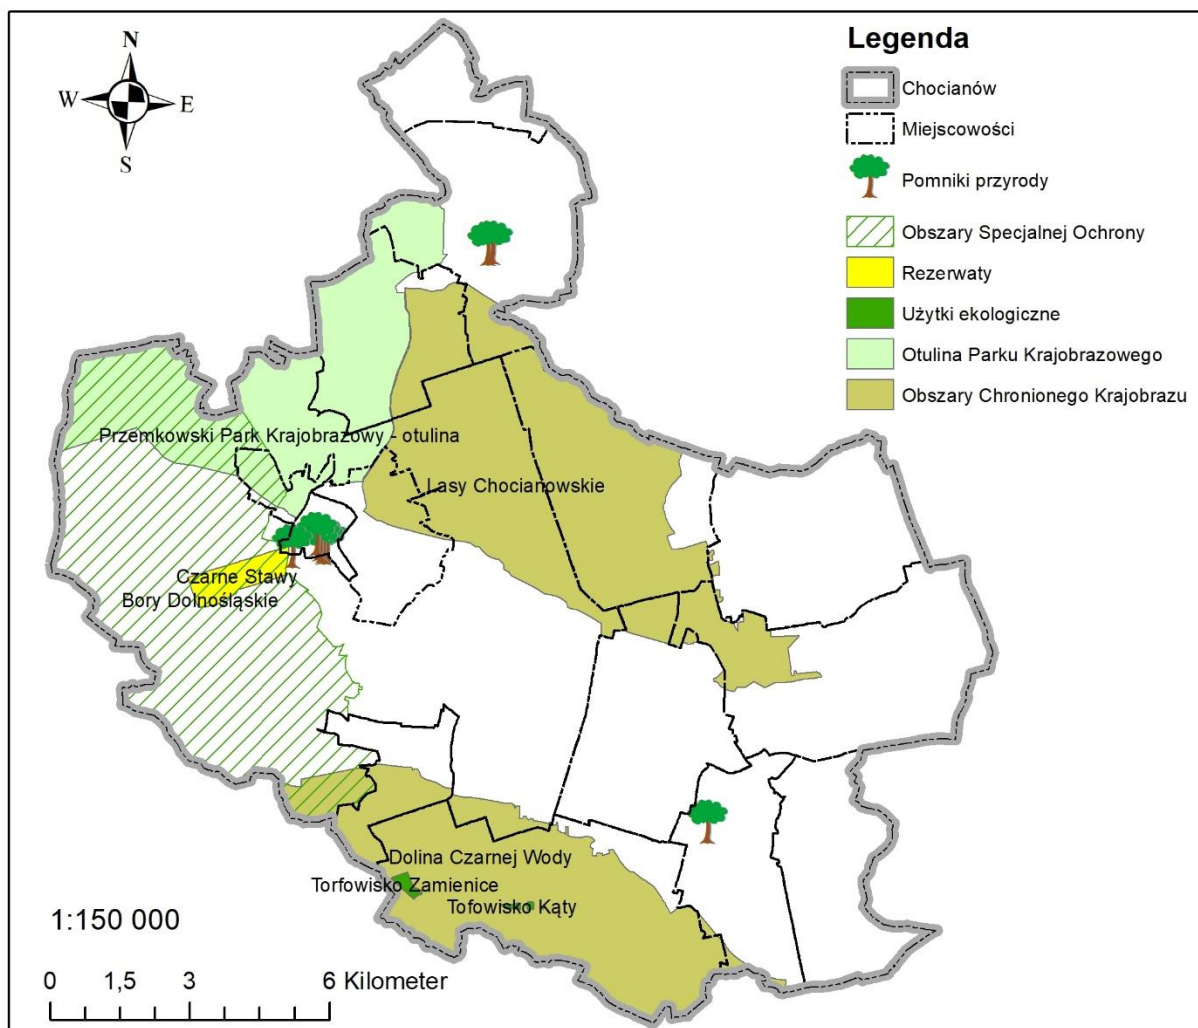 N
W
E
S
Legenda
Chocianów
Miejscowości
Pomniki przyrody
Obszary Specjalnej Ochrony
Rezerwaty
Użytki ekologiczne
Otulina Parku Krajobrazowego
Obszary Chronionego Krajobrazu
Przemkowski Park Krajobrazowy - otulina
Lasy Chocianowskie
Czarne Stawy
Bory Dolnośląskie
Dolina Czarnej Wody
Torfowisko Zamienice
Tofowisko Kąty
1:150 000
0 1,5 3 6 Kilometer